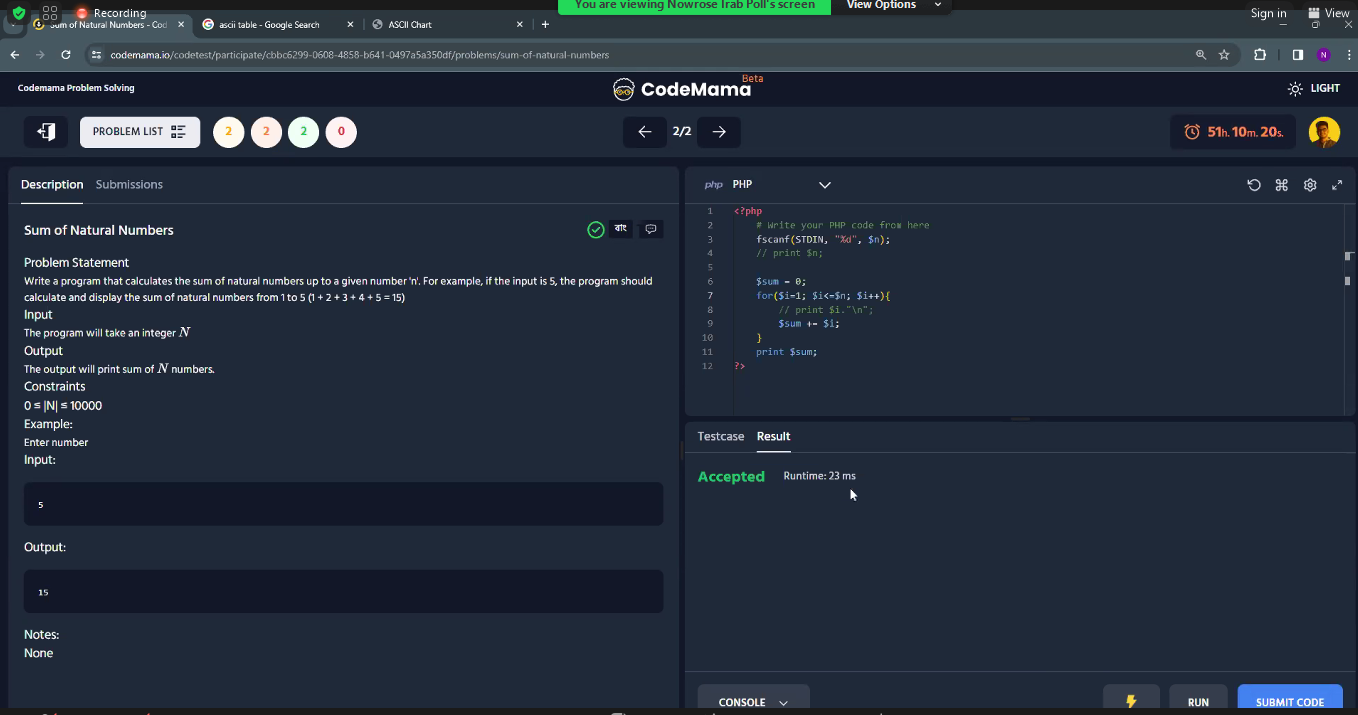 Recording
You are viewing Nowrose Irab Poll's screen
View Options
Sign in
View
Sum of Natural Numbers - Cod
ascii table - Google Search
ASCII Chart
codemama.io/codetest/participate/cbbc6299-0608-4858-b641-0497a5a350df/problems/sum-of-natural-numbers
N
Codemama Problem Solving
CodeMama
Beta
LIGHT
PROBLEM LIST
2
2
2
0
2/2
51h. 10m. 20s.
Description
Submissions
Sum of Natural Numbers
বাং
Problem Statement
Write a program that calculates the sum of natural numbers up to a given number 'n'. For example, if the input is 5, the program should
calculate and display the sum of natural numbers from 1 to 5 (1 + 2 + 3 + 4 + 5 = 15)
Input
The program will take an integer N
Output
The output will print sum of N numbers.
Constraints
0 ≤ |N| ≤ 10000
Example:
Enter number
Input:
5
Output:
15
Notes:
None
php PHP
1 <?php
2 # Write your PHP code from here
3 fscanf(STDIN, "%d", $n);
4 // print $n;
5
6 $sum = 0;
7 for($i=1; $i<=$n; $i++){
8 // print $i."\n";
9 $sum += $i;
10 }
11 print $sum;
12 ?>
Testcase
Result
Accepted
Runtime: 23 ms
CONSOLE
RUN
SUBMIT CODE